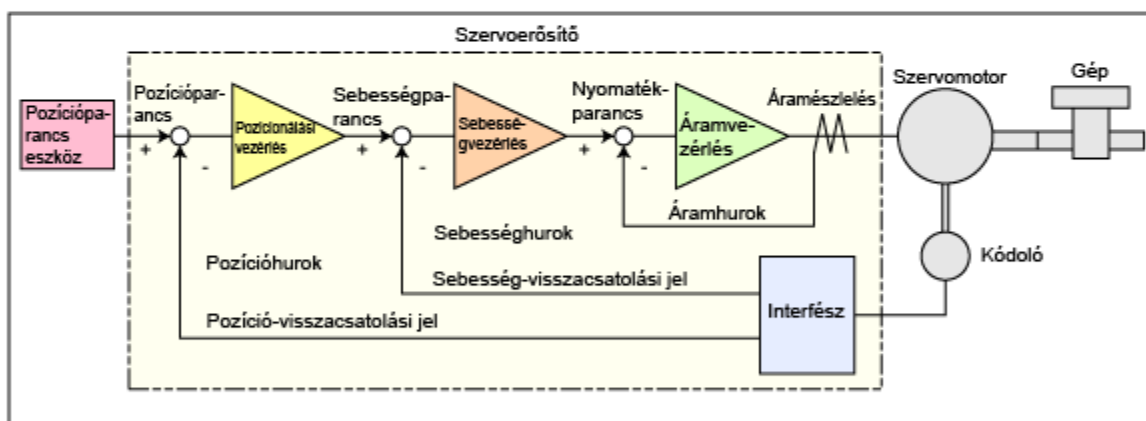 Szervoerősítő
Pozíciópa-
rancs
eszköz
Pozíciópar-
ancs
+
-
Pozicionálási
vezérlés
Sebességpa-
rancs
+
-
Sebessé-
gvezérlés
Nyomaték-
parancs
+
-
Áramve-
zérlés
Áramészlelés
Szervomotor
Gép
Áramhurok
Sebességhurok
Pozícióhurok
Kódoló
Sebesség-visszacsatolási jel
Interfész
Pozíció-visszacsatolási jel